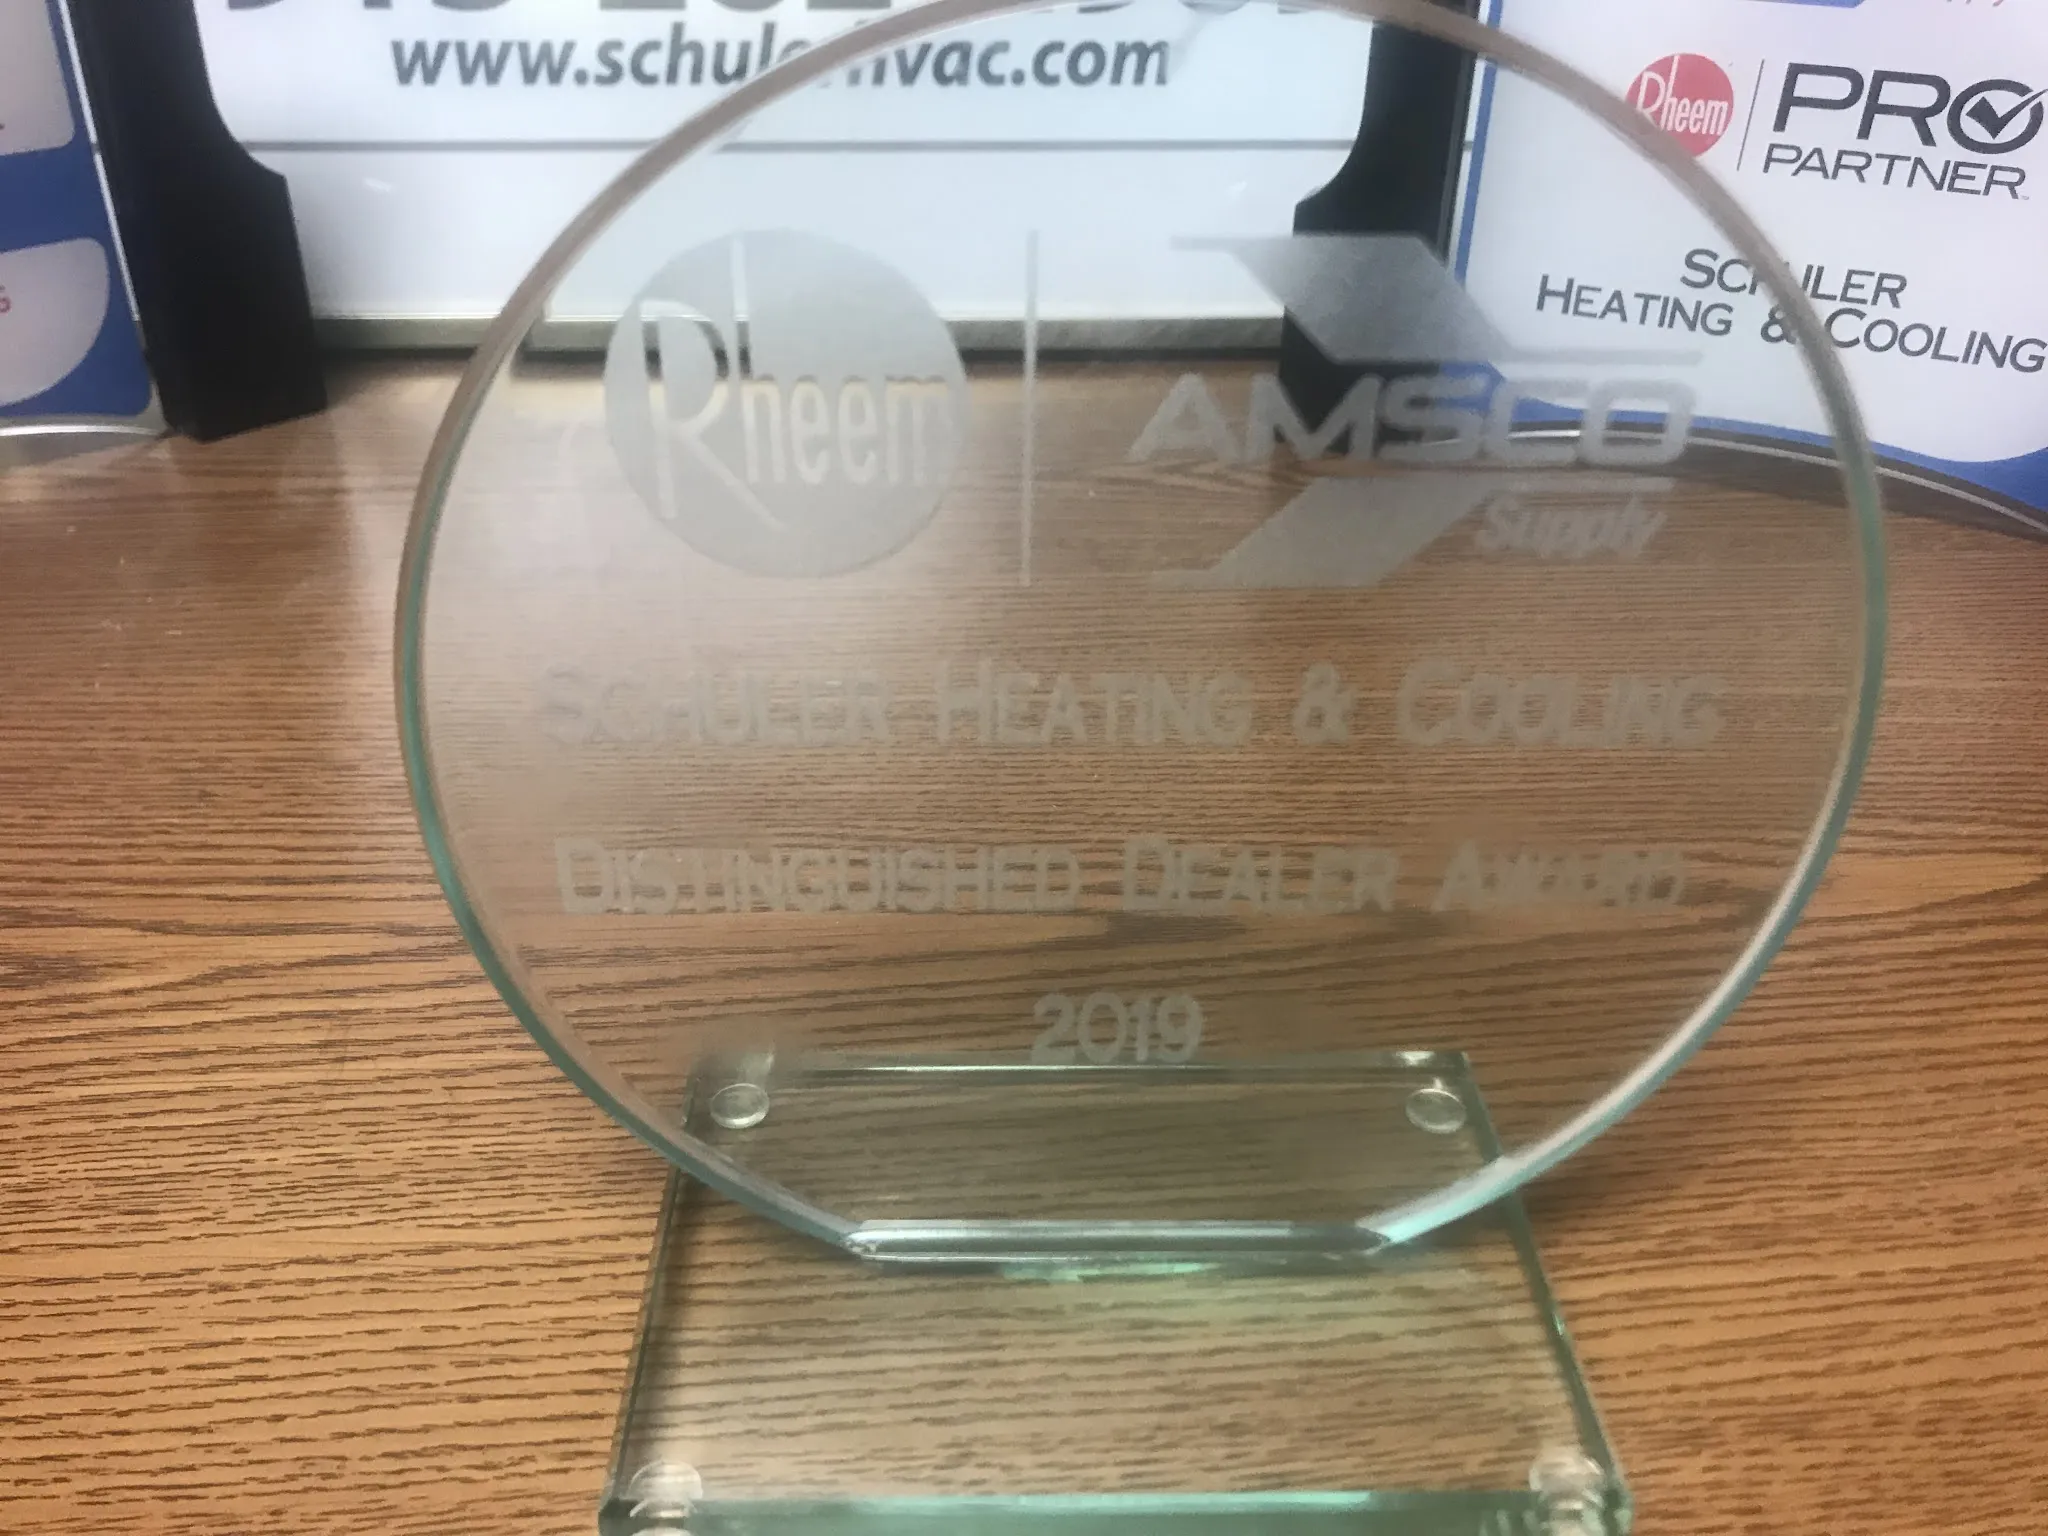 www.schulerhvac.com
Rheem
PRO
PARTNER
SCHULER
HEATING & COOLING
Rheem
AMSCO
Supply
SCHULER HEATING & COOLING
DISTINGUISHED DEALER AWARD
2019